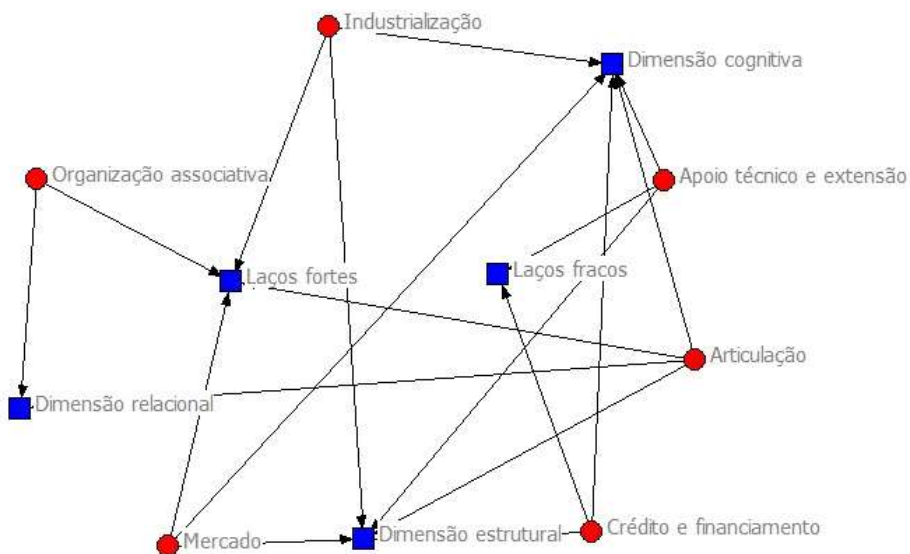 Industrialização
Dimensão cognitiva
Organização associativa
Apoio técnico e extensão
Laços fortes
Laços fracos
Articulação
Dimensão relacional
Mercado
Dimensão estrutural
Crédito e financiamento